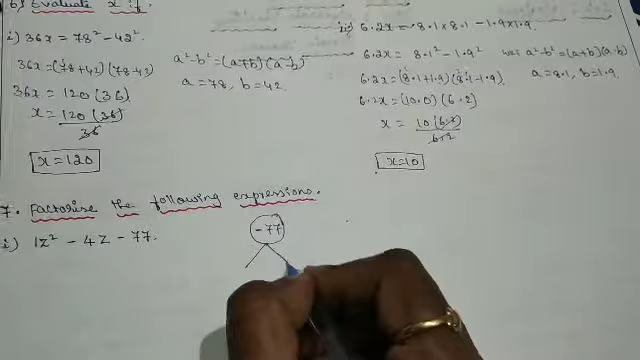 6) Evaluate x if
i) 36x = 78² - 42²
36x = (78+42)(78-42)
a²-b² = (a+b)(a-b)
36x = 120 (36)
a = 78, b = 42
x = 120 (36)
36
x = 120
ii) 6.2x = 8.1 x 8.1 - 1.9 x 1.9
6.2x = 8.1² - 1.9²
a²-b² = (a+b)(a-b)
6.2x = (8.1+1.9)(8.1-1.9)
a = 8.1, b = 1.9
6.2x = (10.0)(6.2)
x = 10(6.2)
6.2
x = 10
7. Factorise the following expressions.
i) 1z² - 4z - 77.
-77